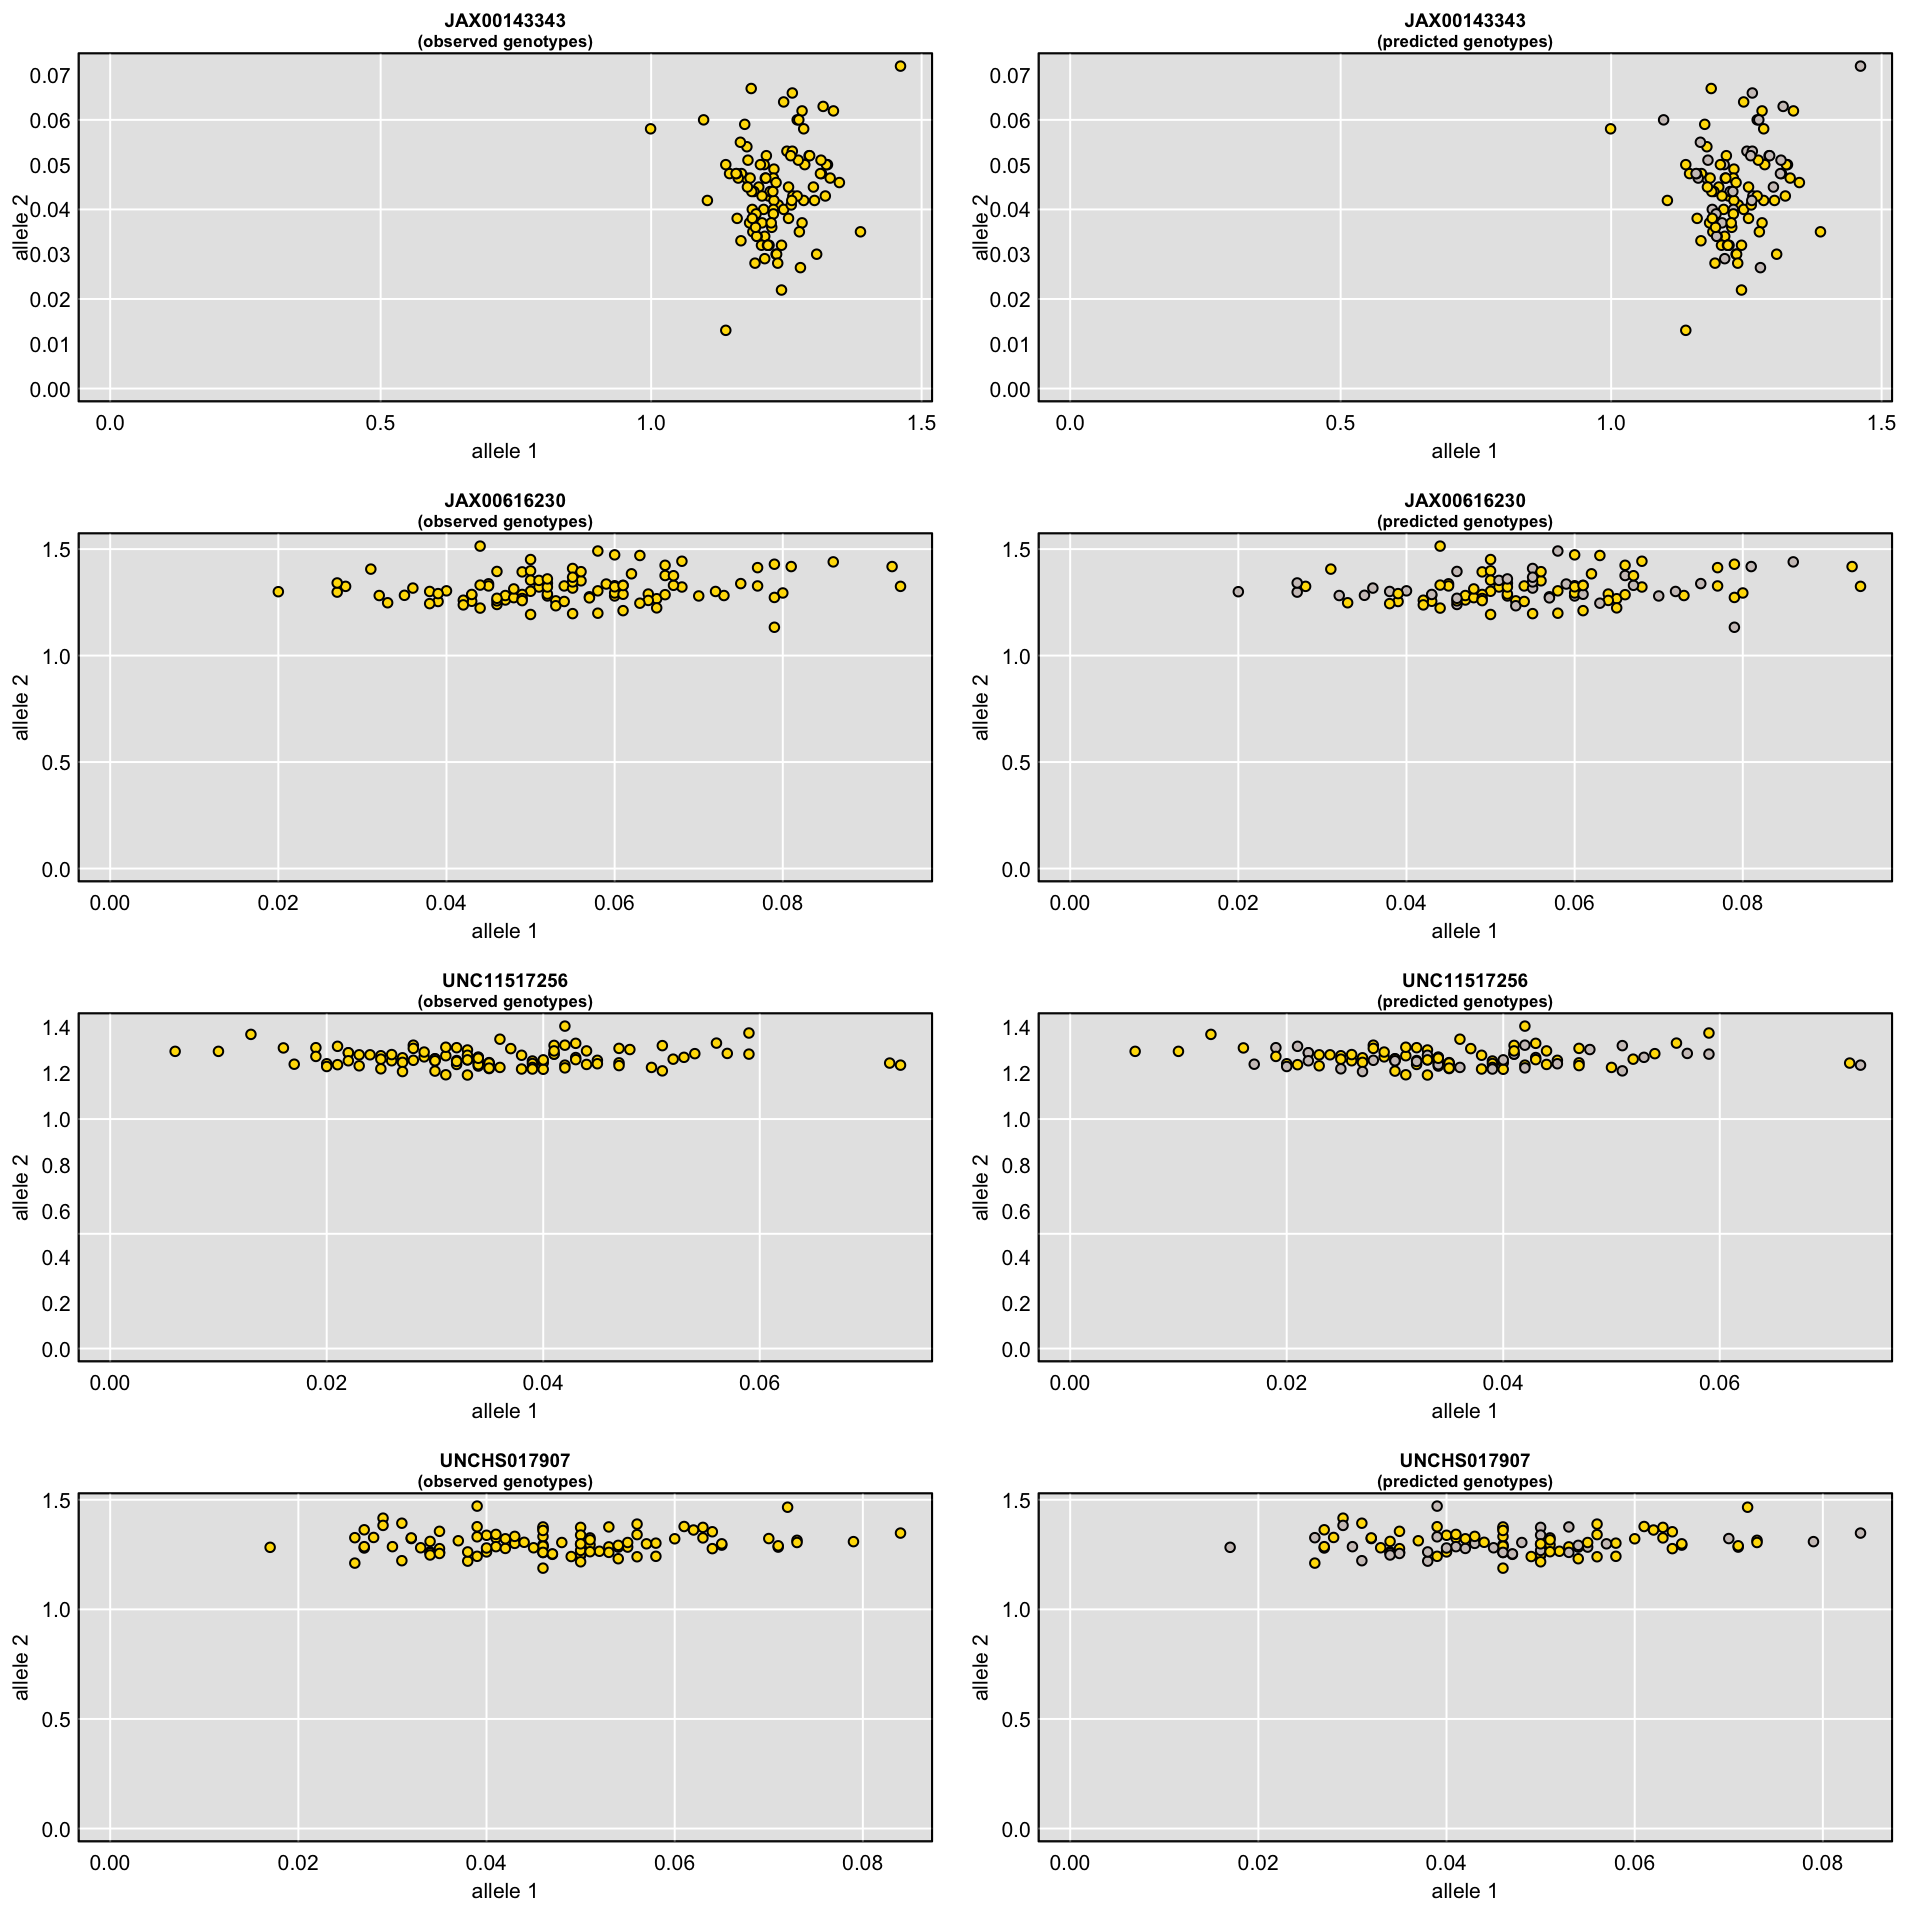 JAX00143343
(observed genotypes)
allele 2
0.07
0.06
0.05
0.04
0.03
0.02
0.01
0.00
0.0 0.5 1.0 1.5
allele 1
JAX00143343
(predicted genotypes)
allele 2
0.07
0.06
0.05
0.04
0.03
0.02
0.01
0.00
0.0 0.5 1.0 1.5
allele 1
JAX00616230
(observed genotypes)
allele 2
1.5
1.0
0.5
0.0
0.00 0.02 0.04 0.06 0.08
allele 1
JAX00616230
(predicted genotypes)
allele 2
1.5
1.0
0.5
0.0
0.00 0.02 0.04 0.06 0.08
allele 1
UNC11517256
(observed genotypes)
allele 2
1.4
1.2
1.0
0.8
0.6
0.4
0.2
0.0
0.00 0.02 0.04 0.06
allele 1
UNC11517256
(predicted genotypes)
allele 2
1.4
1.2
1.0
0.8
0.6
0.4
0.2
0.0
0.00 0.02 0.04 0.06
allele 1
UNCHS017907
(observed genotypes)
allele 2
1.5
1.0
0.5
0.0
0.00 0.02 0.04 0.06 0.08
allele 1
UNCHS017907
(predicted genotypes)
allele 2
1.5
1.0
0.5
0.0
0.00 0.02 0.04 0.06 0.08
allele 1